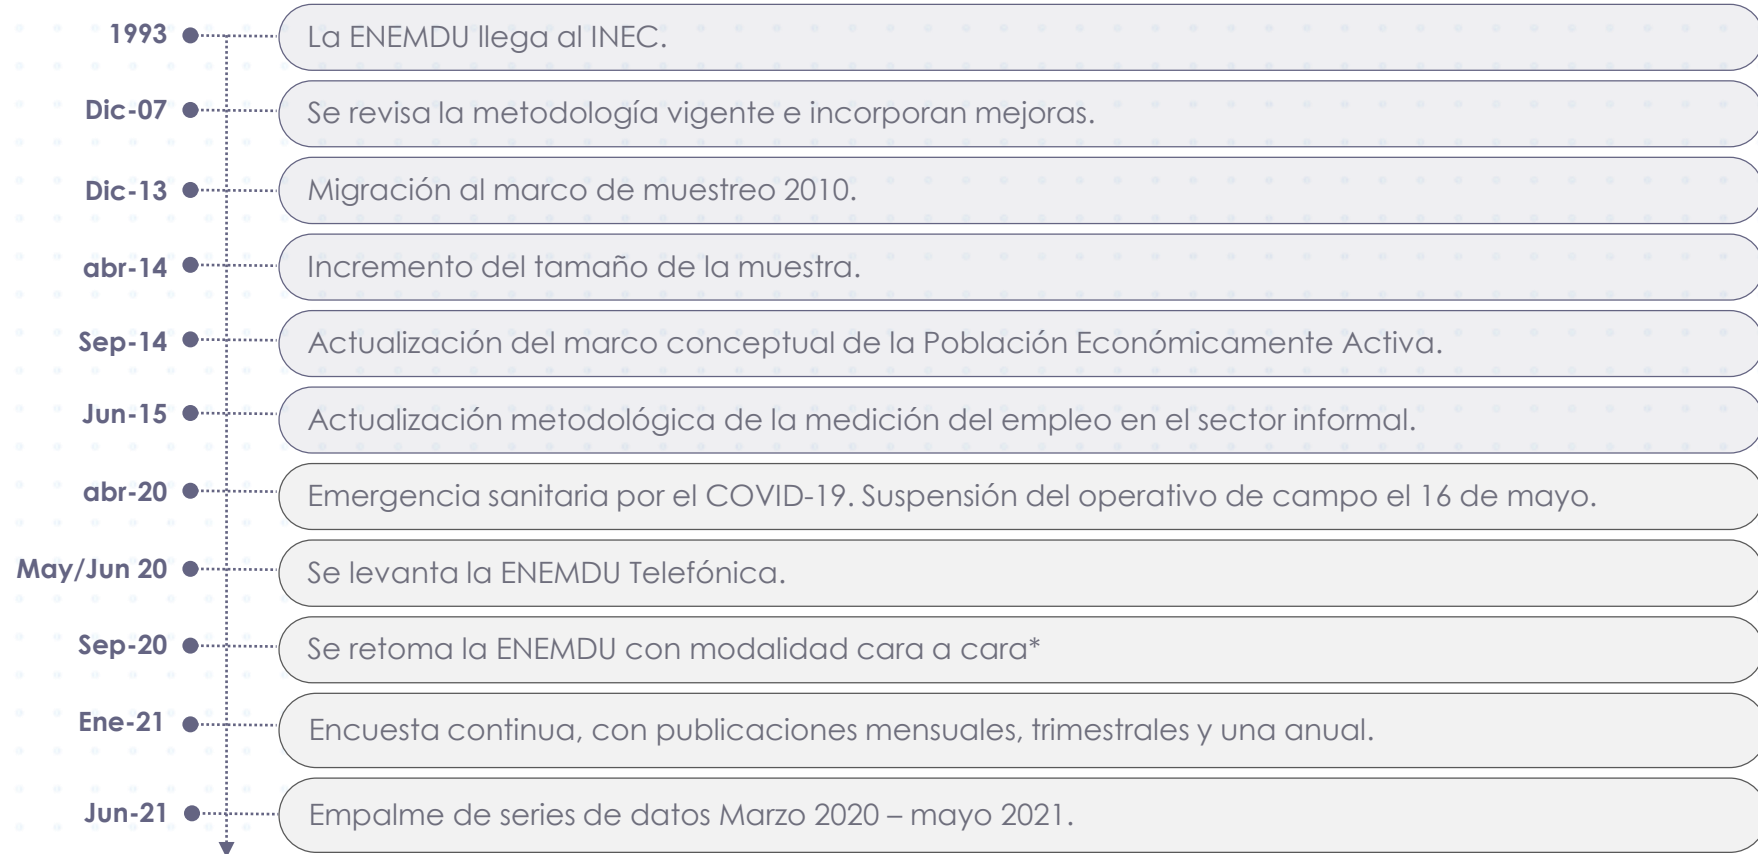 1993
La ENEMDU llega al INEC.
Dic-07
Se revisa la metodología vigente e incorporan mejoras.
Dic-13
Migración al marco de muestreo 2010.
abr-14
Incremento del tamaño de la muestra.
Sep-14
Actualización del marco conceptual de la Población Económicamente Activa.
Jun-15
Actualización metodológica de la medición del empleo en el sector informal.
abr-20
Emergencia sanitaria por el COVID-19. Suspensión del operativo de campo el 16 de mayo.
May/Jun 20
Se levanta la ENEMDU Telefónica.
Sep-20
Se retoma la ENEMDU con modalidad cara a cara*
Ene-21
Encuesta continua, con publicaciones mensuales, trimestrales y una anual.
Jun-21
Empalme de series de datos Marzo 2020 – mayo 2021.